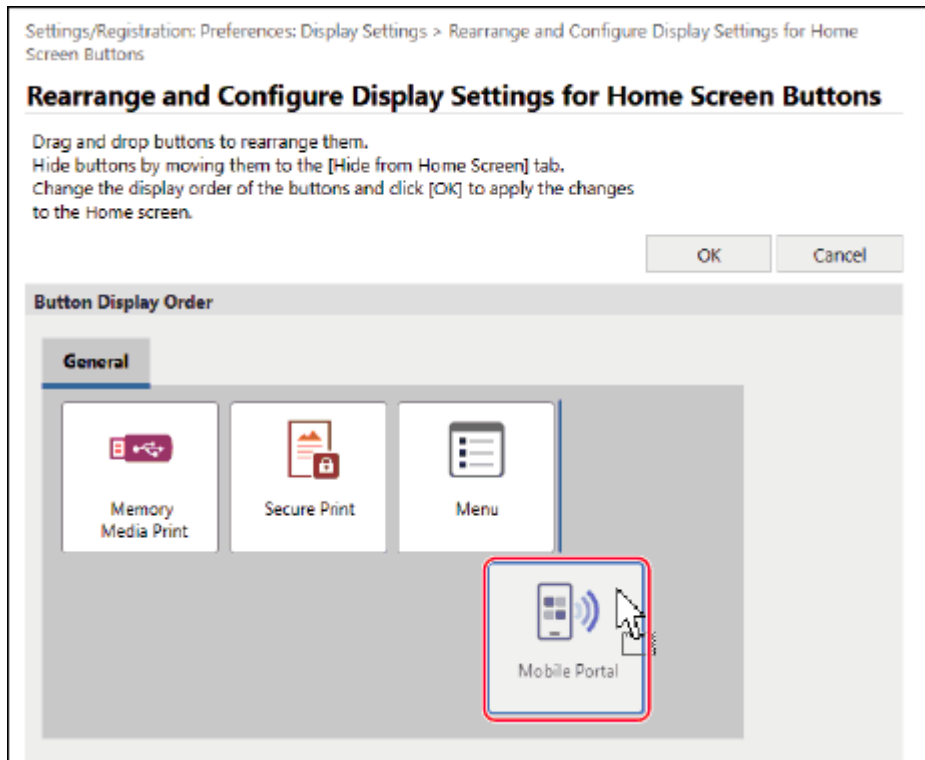 Settings/Registration: Preferences: Display Settings > Rearrange and Configure Display Settings for Home
Screen Buttons
Rearrange and Configure Display Settings for Home Screen Buttons
Drag and drop buttons to rearrange them.
Hide buttons by moving them to the [Hide from Home Screen] tab.
Change the display order of the buttons and click [OK] to apply the changes
to the Home screen.
OK
Cancel
Button Display Order
General
Memory
Media Print
Secure Print
Menu
Mobile Portal